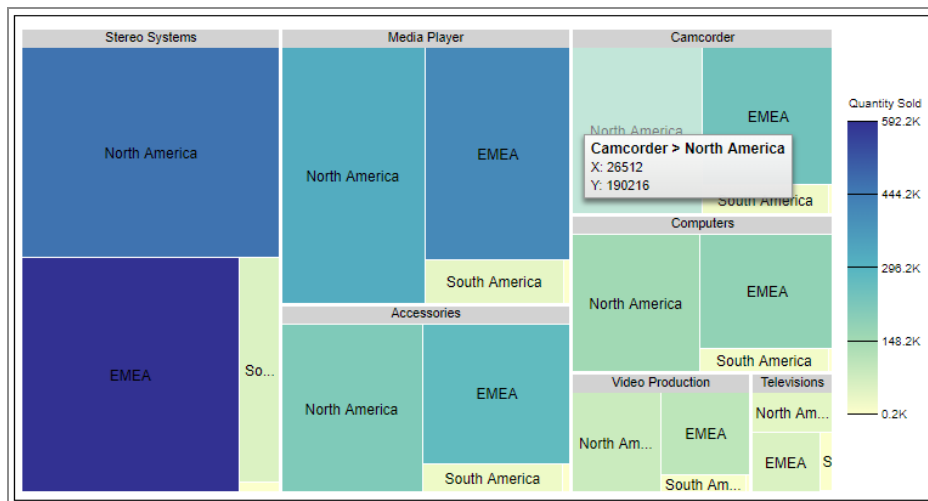 Stereo Systems
North America
EMEA
So...
Media Player
North America
EMEA
South America
Accessories
North America
EMEA
South America
Camcorder
North America
EMEA
South America
Camcorder > North America
X: 26512
Y: 190216
Computers
North America
EMEA
South America
Video Production
North Am...
EMEA
South Am...
Televisions
North Am...
EMEA
S
Quantity Sold
592.2K
444.2K
296.2K
148.2K
0.2K